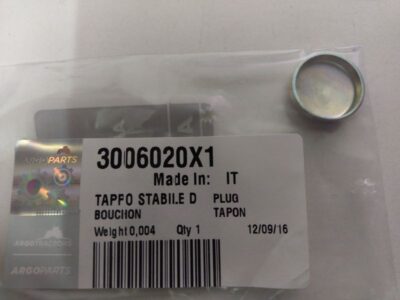 ARGOPARTS
3006020X1
Made In: IT
TAPPO STABILE D PLUG
BOUCHON TAPON
Weight 0,004 Qty 1 12/09/16
ARGOTRACTORS
ARGOPARTS